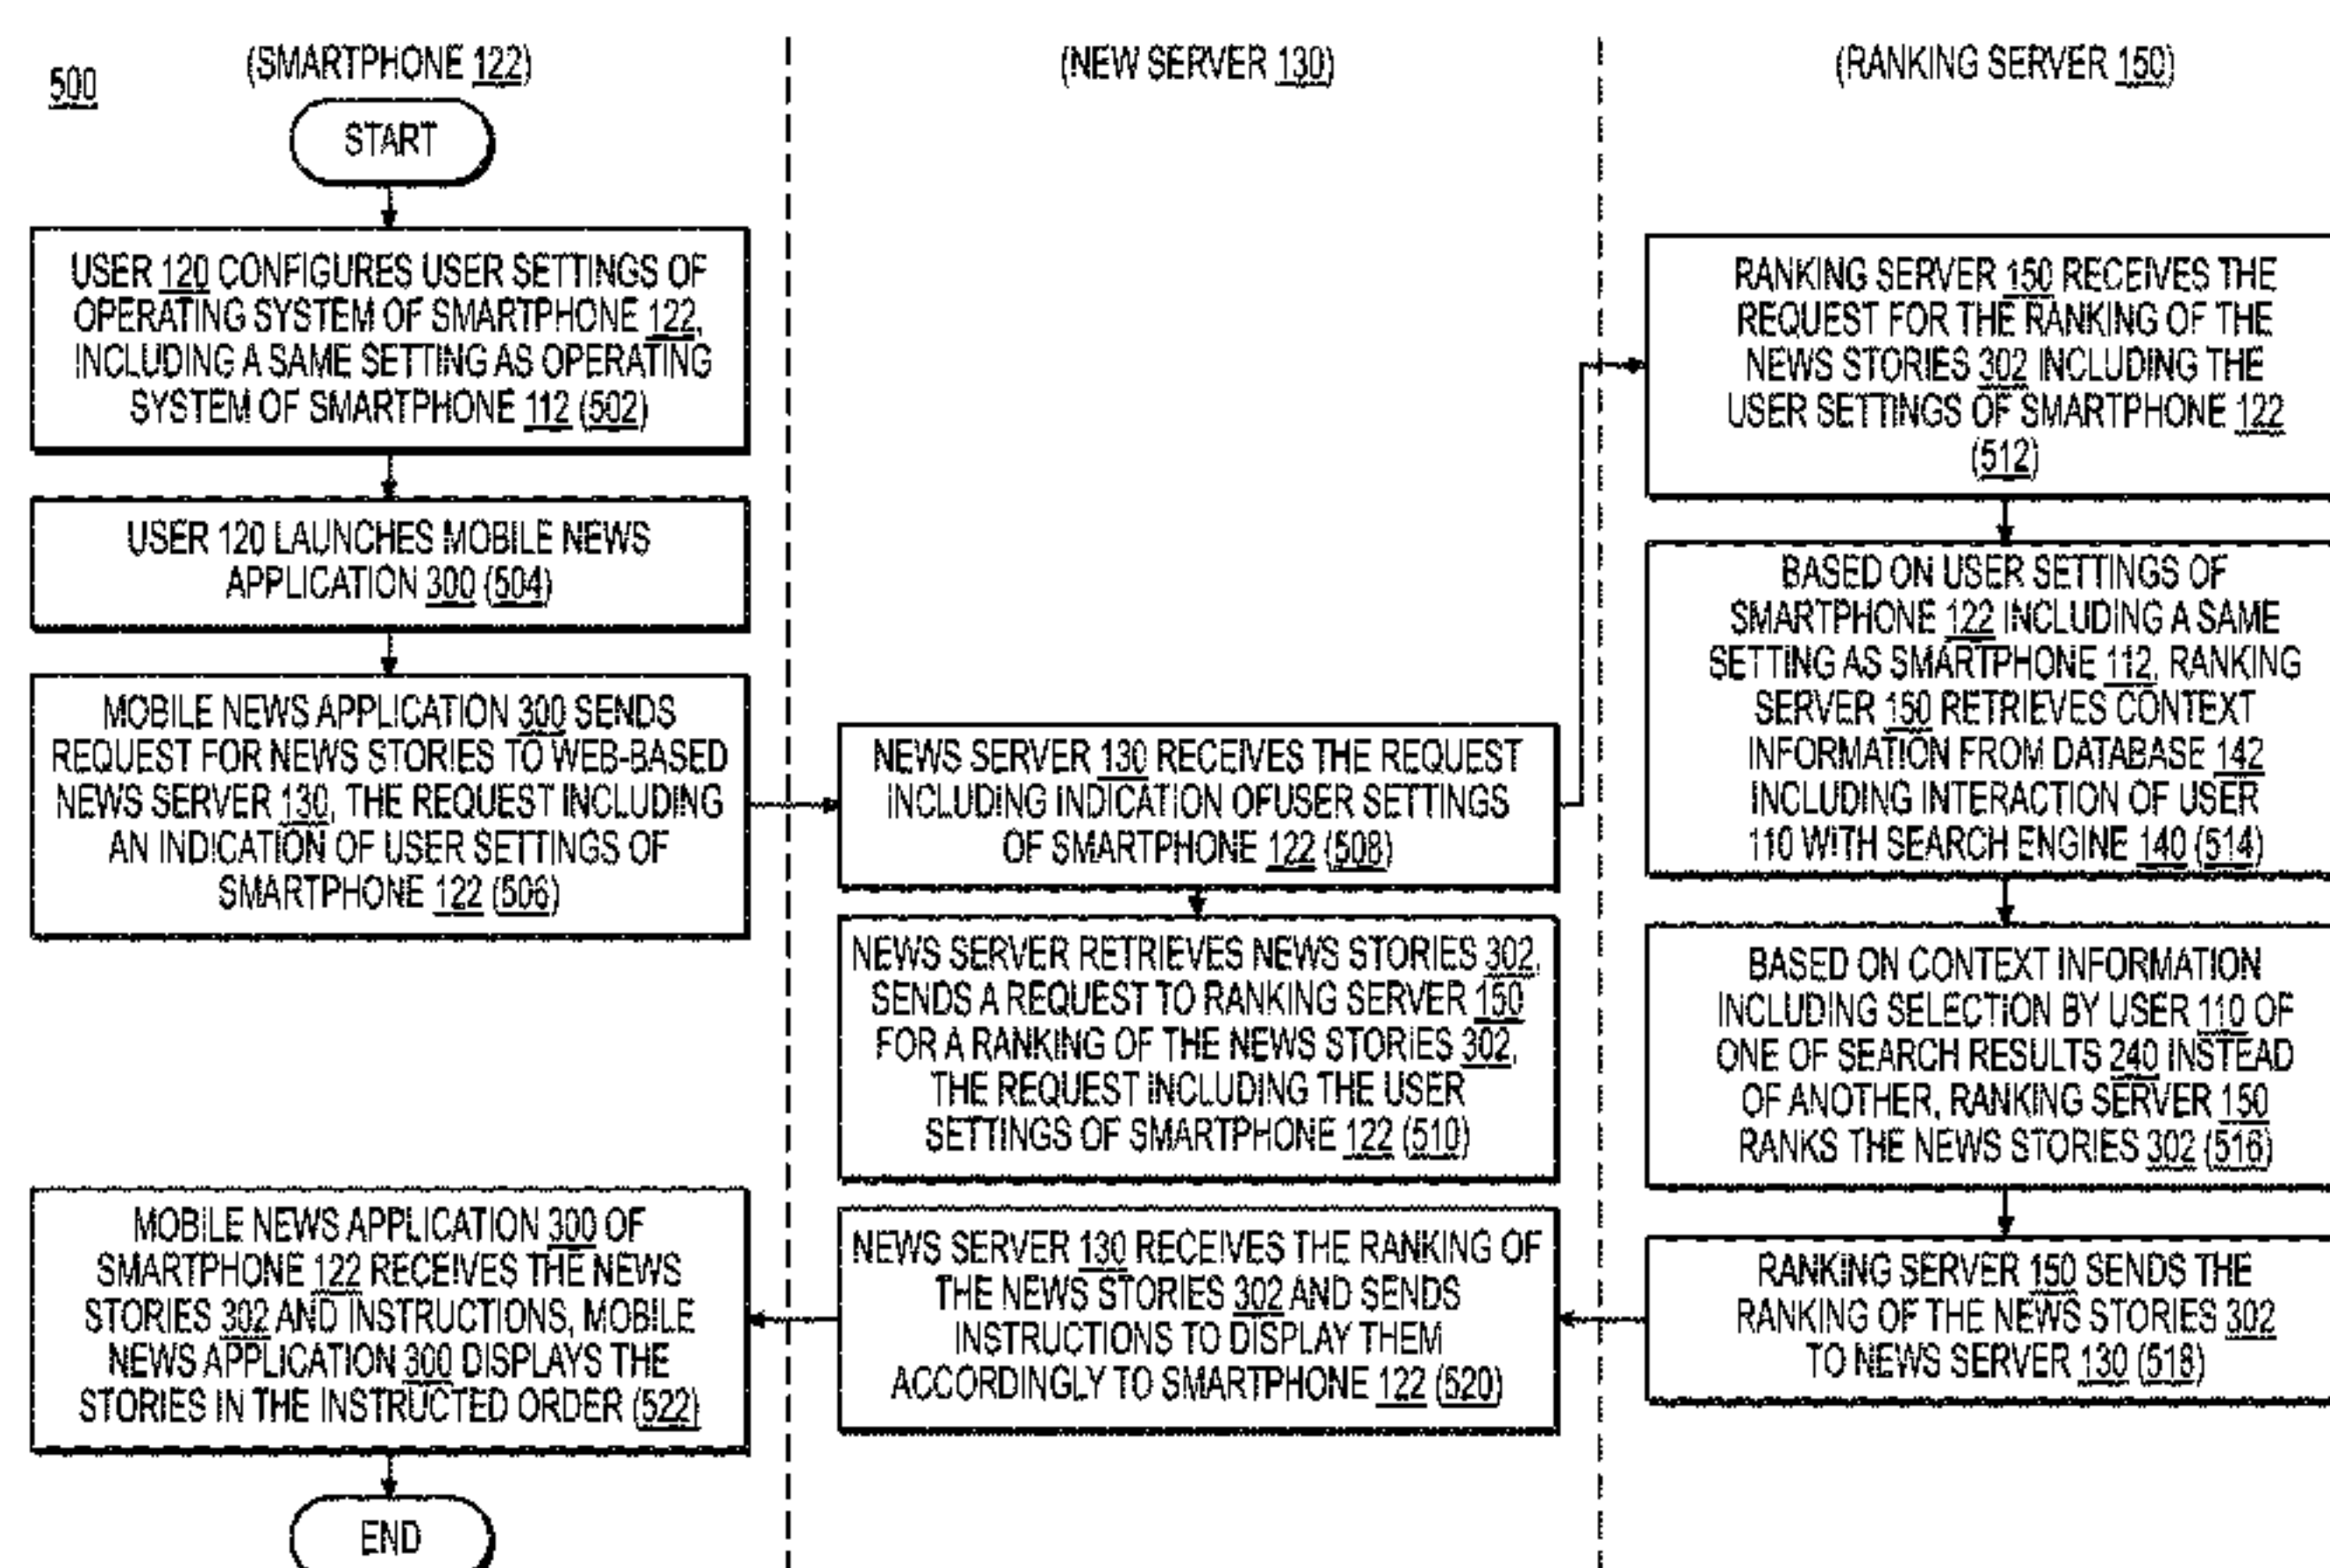 500
(SMARTPHONE 122)
START
USER 120 CONFIGURES USER SETTINGS OF
OPERATING SYSTEM OF SMARTPHONE 122,
INCLUDING A SAME SETTING AS OPERATING
SYSTEM OF SMARTPHONE 112 (502)
USER 120 LAUNCHES MOBILE NEWS
APPLICATION 300 (504)
MOBILE NEWS APPLICATION 300 SENDS
REQUEST FOR NEWS STORIES TO WEB-BASED
NEWS SERVER 130, THE REQUEST INCLUDING
AN INDICATION OF USER SETTINGS OF
SMARTPHONE 122 (506)
MOBILE NEWS APPLICATION 300 OF
SMARTPHONE 122 RECEIVES THE NEWS
STORIES 302 AND INSTRUCTIONS, MOBILE
NEWS APPLICATION 300 DISPLAYS THE
STORIES IN THE INSTRUCTED ORDER (522)
END
(NEW SERVER 130)
NEWS SERVER 130 RECEIVES THE REQUEST
INCLUDING INDICATION OFUSER SETTINGS
OF SMARTPHONE 122 (508)
NEWS SERVER RETRIEVES NEWS STORIES 302,
SENDS A REQUEST TO RANKING SERVER 150
FOR A RANKING OF THE NEWS STORIES 302,
THE REQUEST INCLUDING THE USER
SETTINGS OF SMARTPHONE 122 (510)
NEWS SERVER 130 RECEIVES THE RANKING OF
THE NEWS STORIES 302 AND SENDS
INSTRUCTIONS TO DISPLAY THEM
ACCORDINGLY TO SMARTPHONE 122 (520)
(RANKING SERVER 150)
RANKING SERVER 150 RECEIVES THE
REQUEST FOR THE RANKING OF THE
NEWS STORIES 302 INCLUDING THE
USER SETTINGS OF SMARTPHONE 122
(512)
BASED ON USER SETTINGS OF
SMARTPHONE 122 INCLUDING A SAME
SETTING AS SMARTPHONE 112, RANKING
SERVER 150 RETRIEVES CONTEXT
INFORMATION FROM DATABASE 142
INCLUDING INTERACTION OF USER
110 WITH SEARCH ENGINE 140 (514)
BASED ON CONTEXT INFORMATION
INCLUDING SELECTION BY USER 110 OF
ONE OF SEARCH RESULTS 240 INSTEAD
OF ANOTHER, RANKING SERVER 150
RANKS THE NEWS STORIES 302 (516)
RANKING SERVER 150 SENDS THE
RANKING OF THE NEWS STORIES 302
TO NEWS SERVER 130 (518)